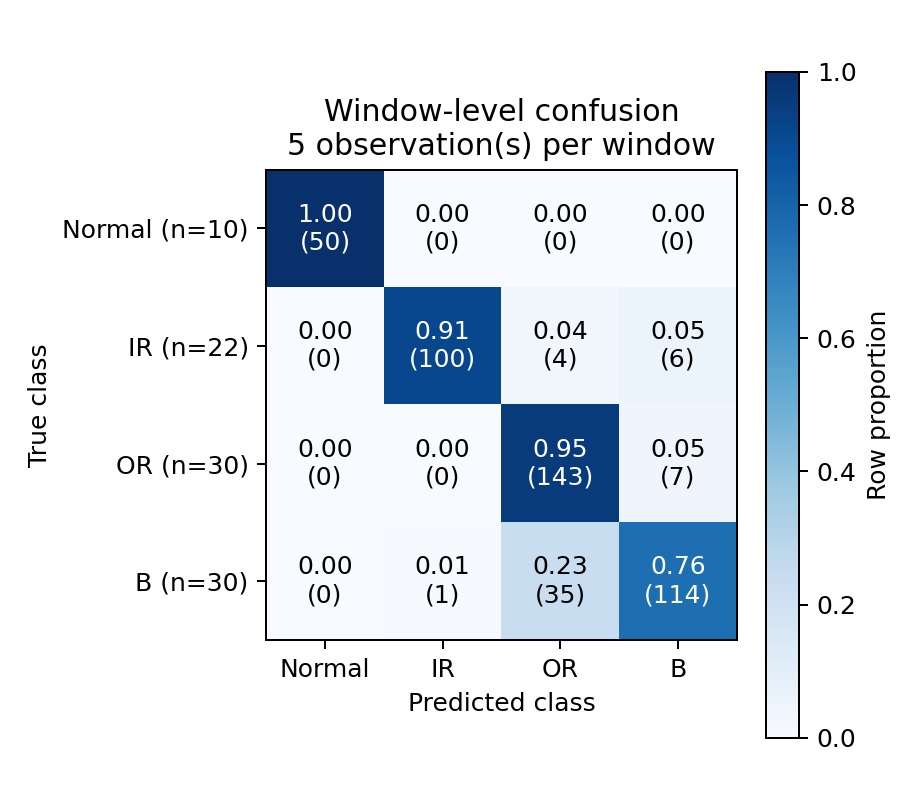 Window-level confusion
5 observation(s) per window
True class
Normal (n=10)
1.00
(50)
0.00
(0)
0.00
(0)
0.00
(0)
IR (n=22)
0.00
(0)
0.91
(100)
0.04
(4)
0.05
(6)
OR (n=30)
0.00
(0)
0.00
(0)
0.95
(143)
0.05
(7)
B (n=30)
0.00
(0)
0.01
(1)
0.23
(35)
0.76
(114)
Normal
IR
OR
B
Predicted class
1.0
0.8
0.6
0.4
0.2
0.0
Row proportion